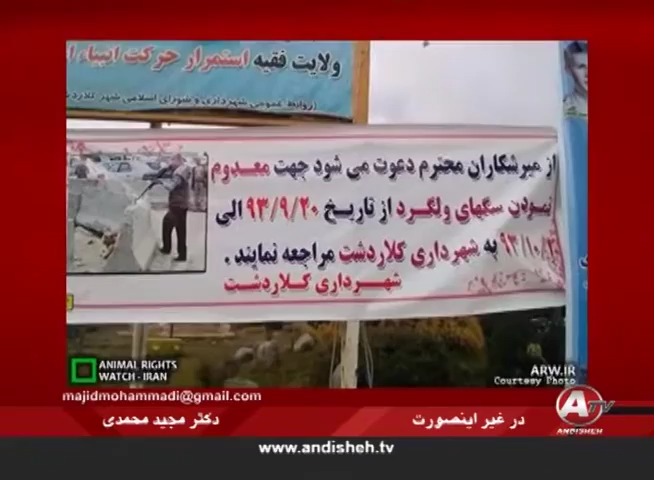 ولایت فقیه استمرار حرکت انبیاء
(روابط عمومی شهرداری و شورای اسلامی شهر کلاردشت
از میرشکاران محترم دعوت می شود جهت معدوم
نمودن سگهای ولگرد از تاریخ ۹۳/۹/۲۰ الی
به شهرداری کلاردشت مراجعه نمایند .
شهرداری کلاردشت
ANIMAL RIGHTS
WATCH - IRAN
ARW.IR
Courtesy Photo
majidmohammadi@gmail.com
در غیر اینصورت
دکتر مجید محمدی
ATV
ANDISHEH
www.andisheh.tv